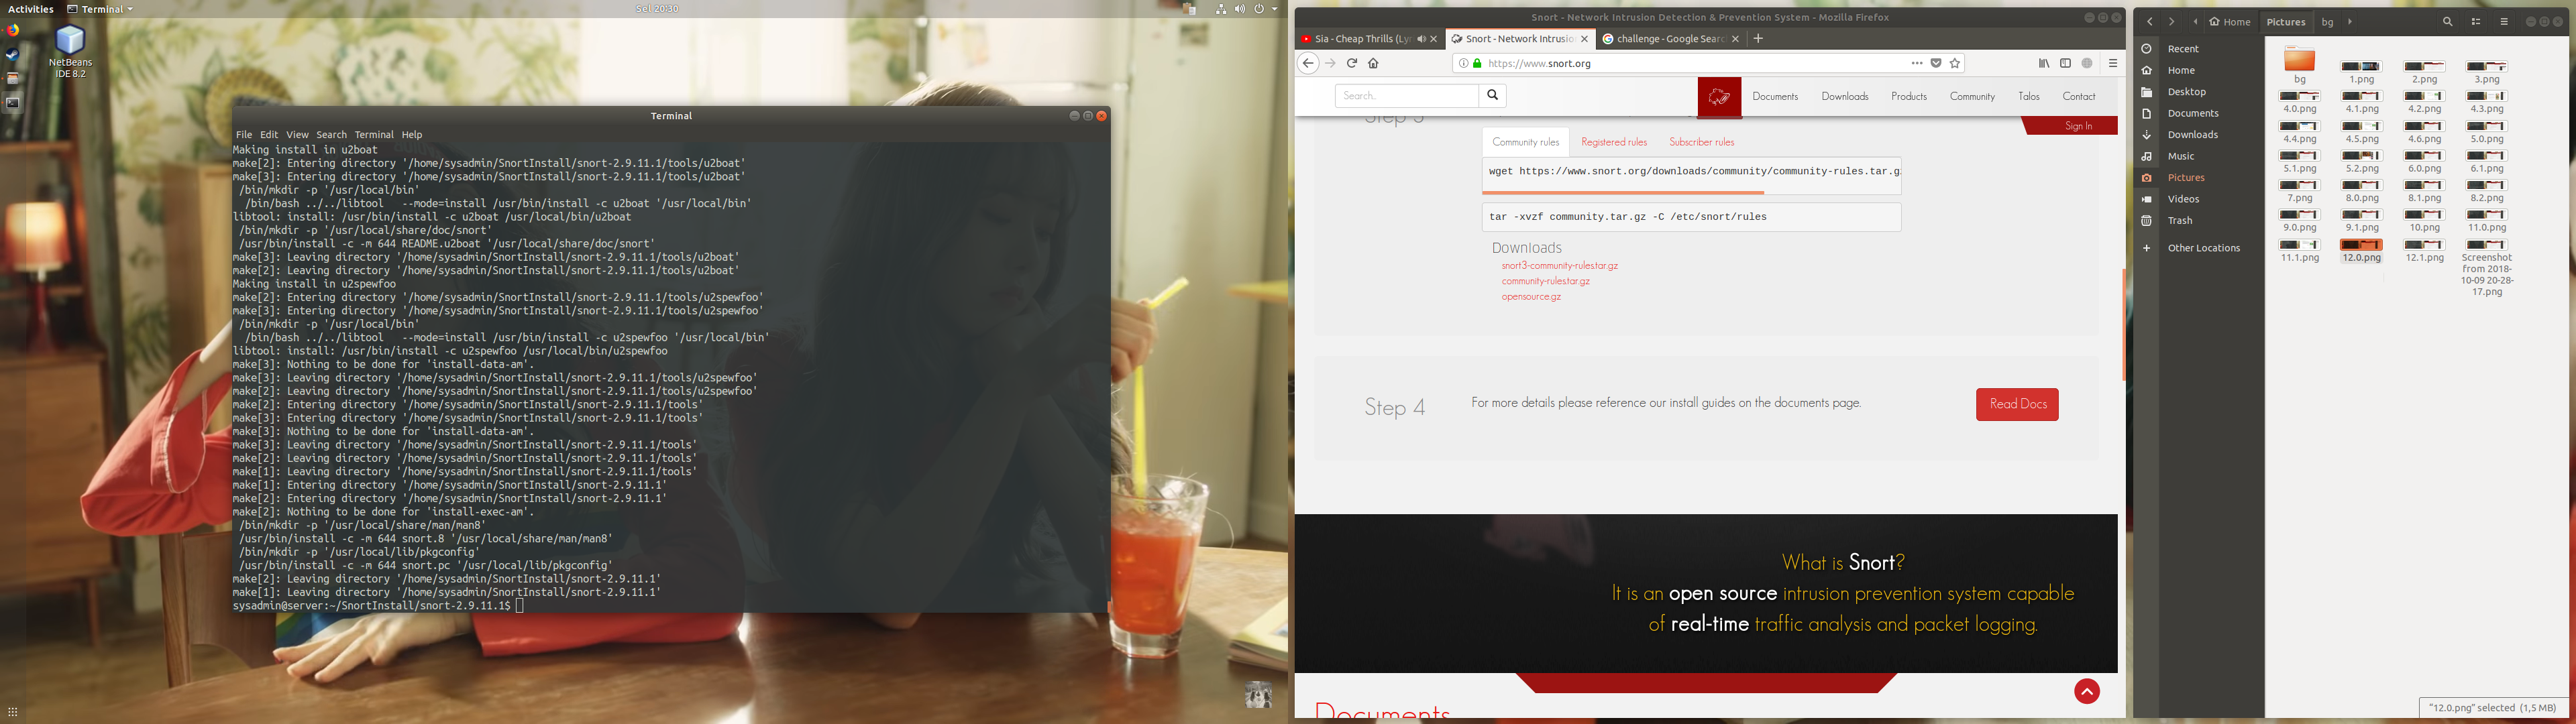 Activities
Terminal
Sel 20:30
NetBeans
IDE 8.2
Terminal
File Edit View Search Terminal Help
Making install in u2boat
make[2]: Entering directory '/home/sysadmin/SnortInstall/snort-2.9.11.1/tools/u2boat'
make[3]: Entering directory '/home/sysadmin/SnortInstall/snort-2.9.11.1/tools/u2boat'
/bin/mkdir -p '/usr/local/bin'
/bin/bash ../../libtool --mode=install /usr/bin/install -c u2boat '/usr/local/bin'
libtool: install: /usr/bin/install -c u2boat /usr/local/bin/u2boat
/bin/mkdir -p '/usr/local/share/doc/snort'
/usr/bin/install -c -m 644 README.u2boat '/usr/local/share/doc/snort'
make[3]: Leaving directory '/home/sysadmin/SnortInstall/snort-2.9.11.1/tools/u2boat'
make[2]: Leaving directory '/home/sysadmin/SnortInstall/snort-2.9.11.1/tools/u2boat'
Making install in u2spewfoo
make[2]: Entering directory '/home/sysadmin/SnortInstall/snort-2.9.11.1/tools/u2spewfoo'
make[3]: Entering directory '/home/sysadmin/SnortInstall/snort-2.9.11.1/tools/u2spewfoo'
/bin/mkdir -p '/usr/local/bin'
/bin/bash ../../libtool --mode=install /usr/bin/install -c u2spewfoo '/usr/local/bin'
libtool: install: /usr/bin/install -c u2spewfoo /usr/local/bin/u2spewfoo
make[3]: Nothing to be done for 'install-data-am'.
make[3]: Leaving directory '/home/sysadmin/SnortInstall/snort-2.9.11.1/tools/u2spewfoo'
make[2]: Leaving directory '/home/sysadmin/SnortInstall/snort-2.9.11.1/tools/u2spewfoo'
make[2]: Entering directory '/home/sysadmin/SnortInstall/snort-2.9.11.1/tools'
make[3]: Entering directory '/home/sysadmin/SnortInstall/snort-2.9.11.1/tools'
make[3]: Nothing to be done for 'install-data-am'.
make[3]: Leaving directory '/home/sysadmin/SnortInstall/snort-2.9.11.1/tools'
make[2]: Leaving directory '/home/sysadmin/SnortInstall/snort-2.9.11.1/tools'
make[1]: Leaving directory '/home/sysadmin/SnortInstall/snort-2.9.11.1/tools'
make[1]: Entering directory '/home/sysadmin/SnortInstall/snort-2.9.11.1'
make[2]: Entering directory '/home/sysadmin/SnortInstall/snort-2.9.11.1'
make[2]: Nothing to be done for 'install-exec-am'.
/bin/mkdir -p '/usr/local/share/man/man8'
/usr/bin/install -c -m 644 snort.8 '/usr/local/share/man/man8'
/bin/mkdir -p '/usr/local/lib/pkgconfig'
/usr/bin/install -c -m 644 snort.pc '/usr/local/lib/pkgconfig'
make[2]: Leaving directory '/home/sysadmin/SnortInstall/snort-2.9.11.1'
make[1]: Leaving directory '/home/sysadmin/SnortInstall/snort-2.9.11.1'
sysadmin@server:~/SnortInstall/snort-2.9.11.1$
Snort - Network Intrusion Detection & Prevention System - Mozilla Firefox
Sia - Cheap Thrills (Lyr
Snort - Network Intrusion
challenge - Google Search
https://www.snort.org
Search..
Documents Downloads Products Community Talos Contact
Sign In
Step 3
Community rules Registered rules Subscriber rules
wget https://www.snort.org/downloads/community/community-rules.tar.gz
tar -xvzf community.tar.gz -C /etc/snort/rules
Downloads
snort3-community-rules.tar.gz
community-rules.tar.gz
opensource.gz
Step 4
For more details please reference our install guides on the documents page.
Read Docs
What is Snort?
It is an open source intrusion prevention system capable
of real-time traffic analysis and packet logging.
Documents
Home Pictures bg
Recent
Home
Desktop
Documents
Downloads
Music
Pictures
Videos
Trash
Other Locations
bg 1.png 2.png 3.png
4.0.png 4.1.png 4.2.png 4.3.png
4.4.png 4.5.png 4.6.png 5.0.png
5.1.png 5.2.png 6.0.png 6.1.png
7.png 8.0.png 8.1.png 8.2.png
9.0.png 9.1.png 10.png 11.0.png
11.1.png 12.0.png 12.1.png Screenshot
from 2018-
10-09 20-28-
17.png
"12.0.png" selected (1,5 MB)